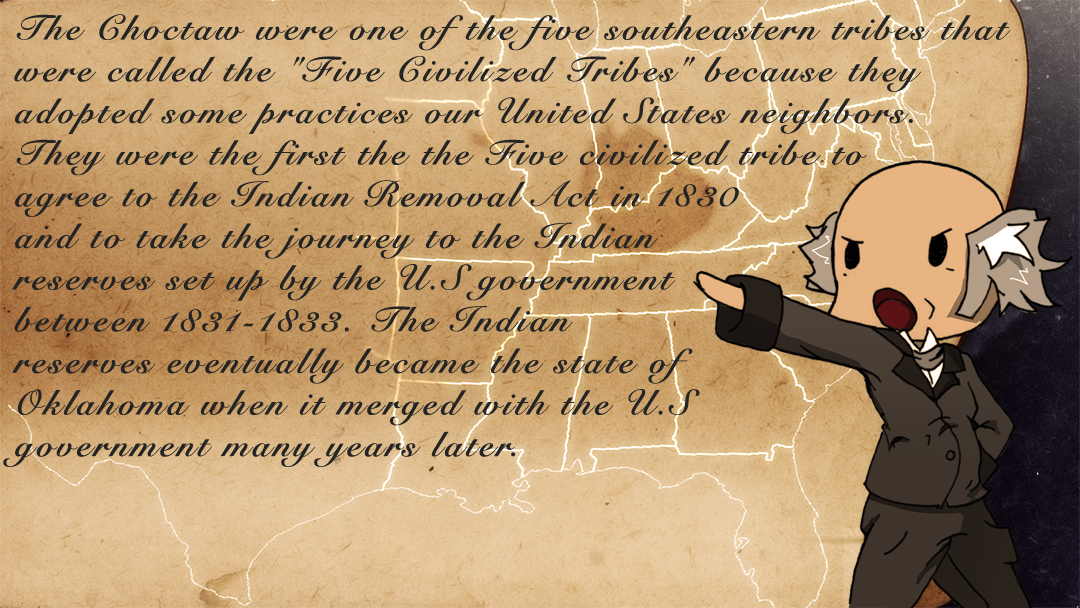 The Choctaw were one of the five southeastern tribes that
were called the "Five Civilized Tribes" because they
adopted some practices our United States neighbors.
They were the first the the Five civilized tribe to
agree to the Indian Removal Act in 1830
and to take the journey to the Indian
reserves set up by the U.S government
between 1831-1833. The Indian
reserves eventually became the state of
Oklahoma when it merged with the U.S
government many years later.